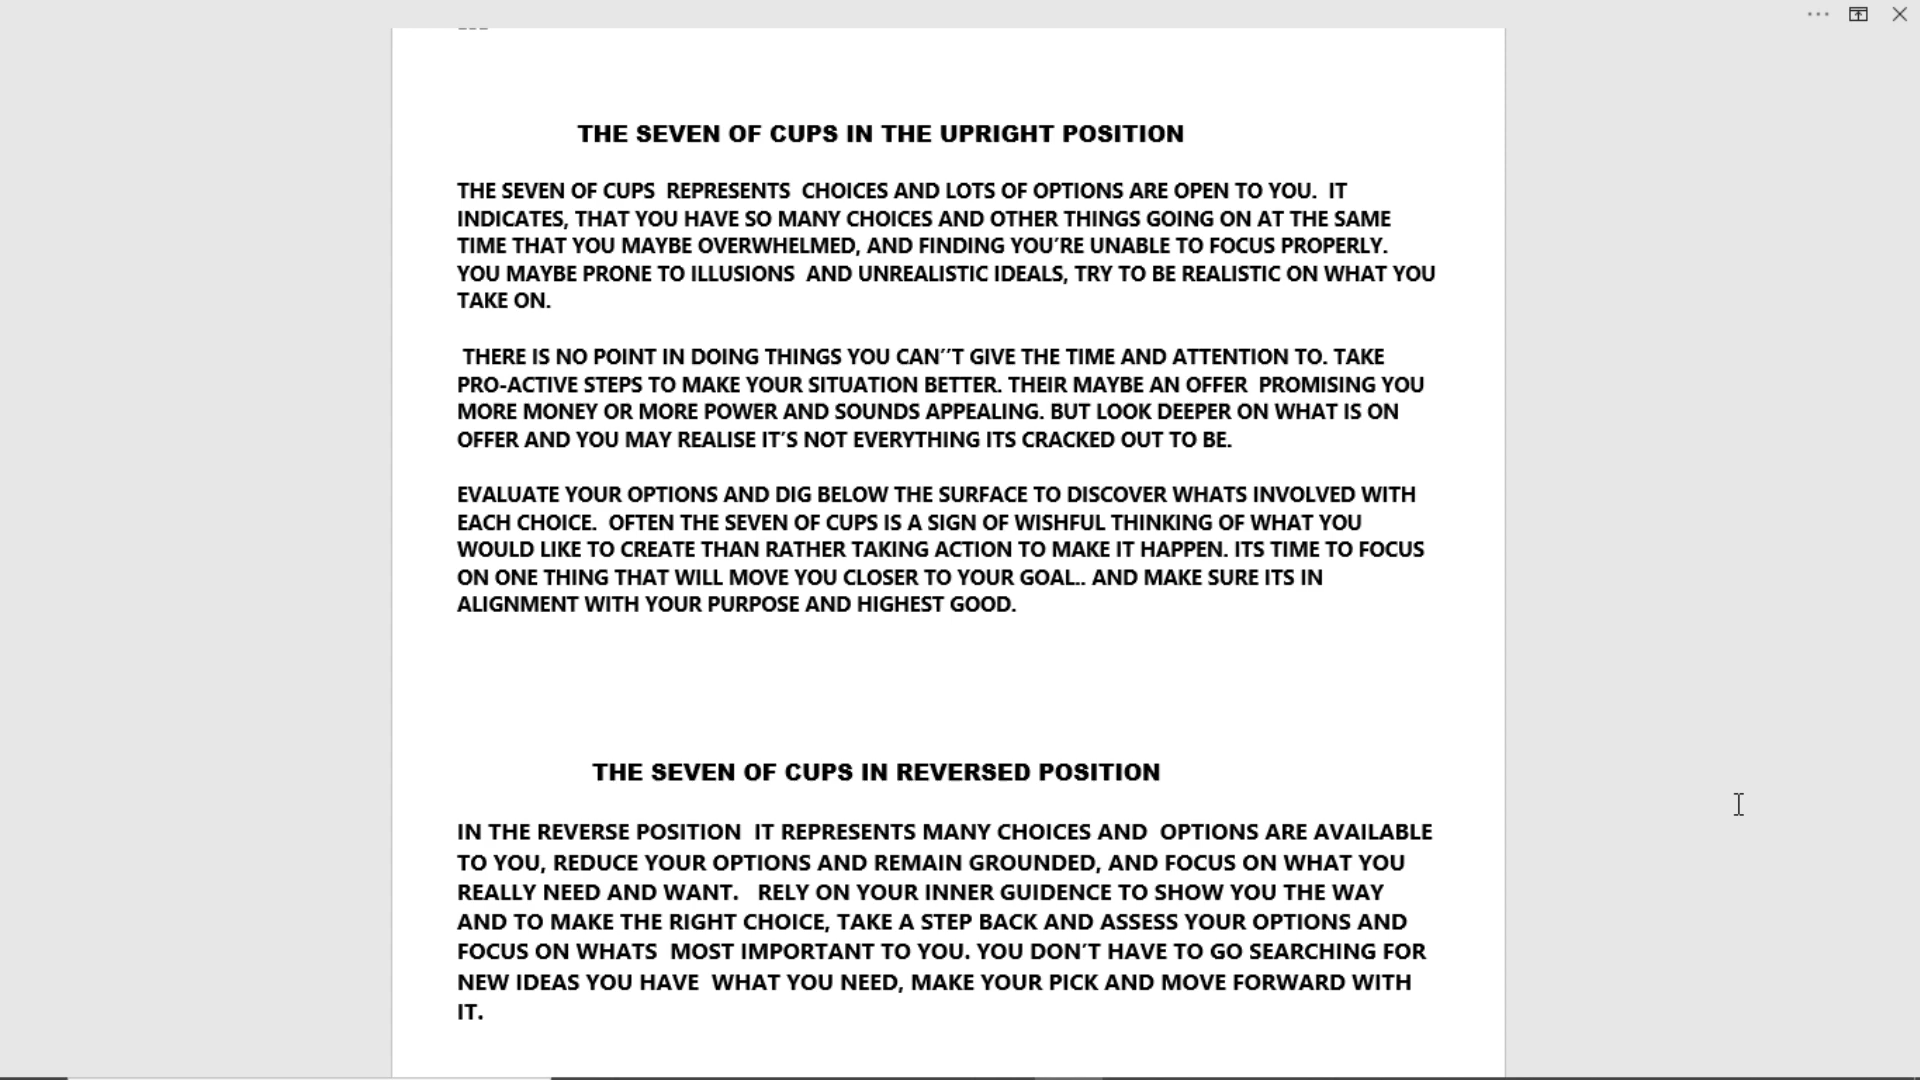 THE SEVEN OF CUPS IN THE UPRIGHT POSITION
THE SEVEN OF CUPS  REPRESENTS  CHOICES AND LOTS OF OPTIONS ARE OPEN TO YOU.  IT
INDICATES, THAT YOU HAVE SO MANY CHOICES AND OTHER THINGS GOING ON AT THE SAME
TIME THAT YOU MAYBE OVERWHELMED, AND FINDING YOU’RE UNABLE TO FOCUS PROPERLY.
YOU MAYBE PRONE TO ILLUSIONS  AND UNREALISTIC IDEALS, TRY TO BE REALISTIC ON WHAT YOU
TAKE ON.
THERE IS NO POINT IN DOING THINGS YOU CAN’’T GIVE THE TIME AND ATTENTION TO. TAKE
PRO-ACTIVE STEPS TO MAKE YOUR SITUATION BETTER. THEIR MAYBE AN OFFER  PROMISING YOU
MORE MONEY OR MORE POWER AND SOUNDS APPEALING. BUT LOOK DEEPER ON WHAT IS ON
OFFER AND YOU MAY REALISE IT’S NOT EVERYTHING ITS CRACKED OUT TO BE.
EVALUATE YOUR OPTIONS AND DIG BELOW THE SURFACE TO DISCOVER WHATS INVOLVED WITH
EACH CHOICE.  OFTEN THE SEVEN OF CUPS IS A SIGN OF WISHFUL THINKING OF WHAT YOU
WOULD LIKE TO CREATE THAN RATHER TAKING ACTION TO MAKE IT HAPPEN. ITS TIME TO FOCUS
ON ONE THING THAT WILL MOVE YOU CLOSER TO YOUR GOAL.. AND MAKE SURE ITS IN
ALIGNMENT WITH YOUR PURPOSE AND HIGHEST GOOD.
THE SEVEN OF CUPS IN REVERSED POSITION
IN THE REVERSE POSITION  IT REPRESENTS MANY CHOICES AND  OPTIONS ARE AVAILABLE
TO YOU, REDUCE YOUR OPTIONS AND REMAIN GROUNDED, AND FOCUS ON WHAT YOU
REALLY NEED AND WANT.   RELY ON YOUR INNER GUIDENCE TO SHOW YOU THE WAY
AND TO MAKE THE RIGHT CHOICE, TAKE A STEP BACK AND ASSESS YOUR OPTIONS AND
FOCUS ON WHATS  MOST IMPORTANT TO YOU. YOU DON’T HAVE TO GO SEARCHING FOR
NEW IDEAS YOU HAVE  WHAT YOU NEED, MAKE YOUR PICK AND MOVE FORWARD WITH
IT.